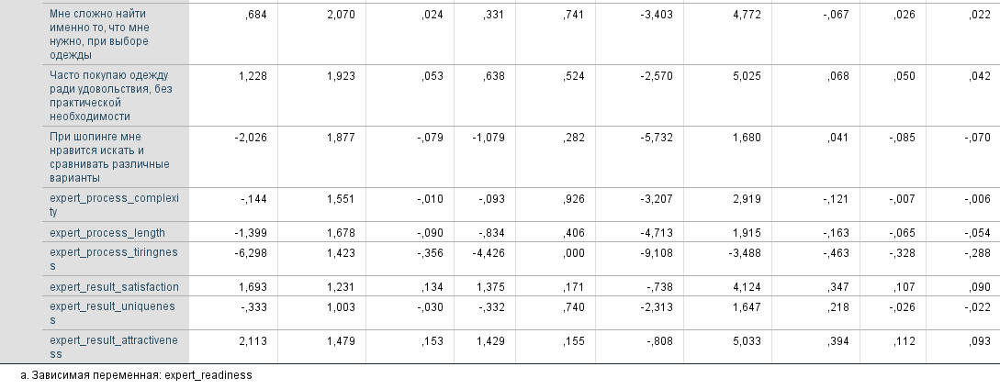 Мне сложно найти ,684 2,070 ,024 ,331 ,741 -3,403 4,772 -,067 ,026 ,022
именно то, что мне
нужно, при выборе
одежды
Часто покупаю одежду 1,228 1,923 ,053 ,638 ,524 -2,570 5,025 ,068 ,050 ,042
ради удовольствия, без
практической
необходимости
При шопинге мне -2,026 1,877 -,079 -1,079 ,282 -5,732 1,680 ,041 -,085 -,070
нравится искать и
сравнивать различные
варианты
expert_process_complexi -,144 1,551 -,010 -,093 ,926 -3,207 2,919 -,121 -,007 -,006
ty
expert_process_length -1,399 1,678 -,090 -,834 ,406 -4,713 1,915 -,163 -,065 -,054
expert_process_tiringnes -6,298 1,423 -,356 -4,426 ,000 -9,108 -3,488 -,463 -,328 -,288
s
expert_result_satisfaction 1,693 1,231 ,134 1,375 ,171 -,738 4,124 ,347 ,107 ,090
expert_result_uniquenes -,333 1,003 -,030 -,332 ,740 -2,313 1,647 ,218 -,026 -,022
s
expert_result_attractivene 2,113 1,479 ,153 1,429 ,155 -,808 5,033 ,394 ,112 ,093
ss
a. Зависимая переменная: expert_readiness